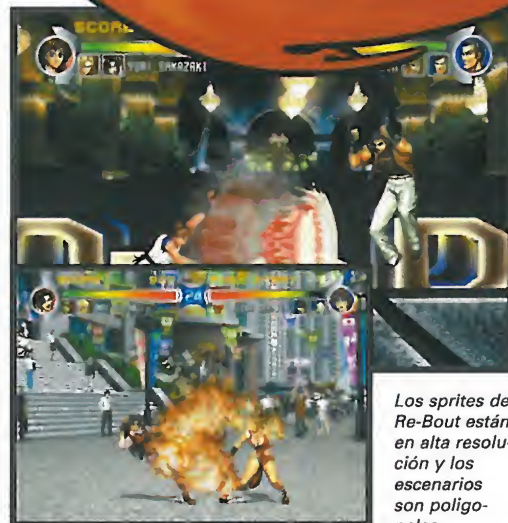 SCORE
YURI SAKAZAKI
Los sprites de
Re-Bout están
en alta resolu-
ción y los
escenarios
son poligo-